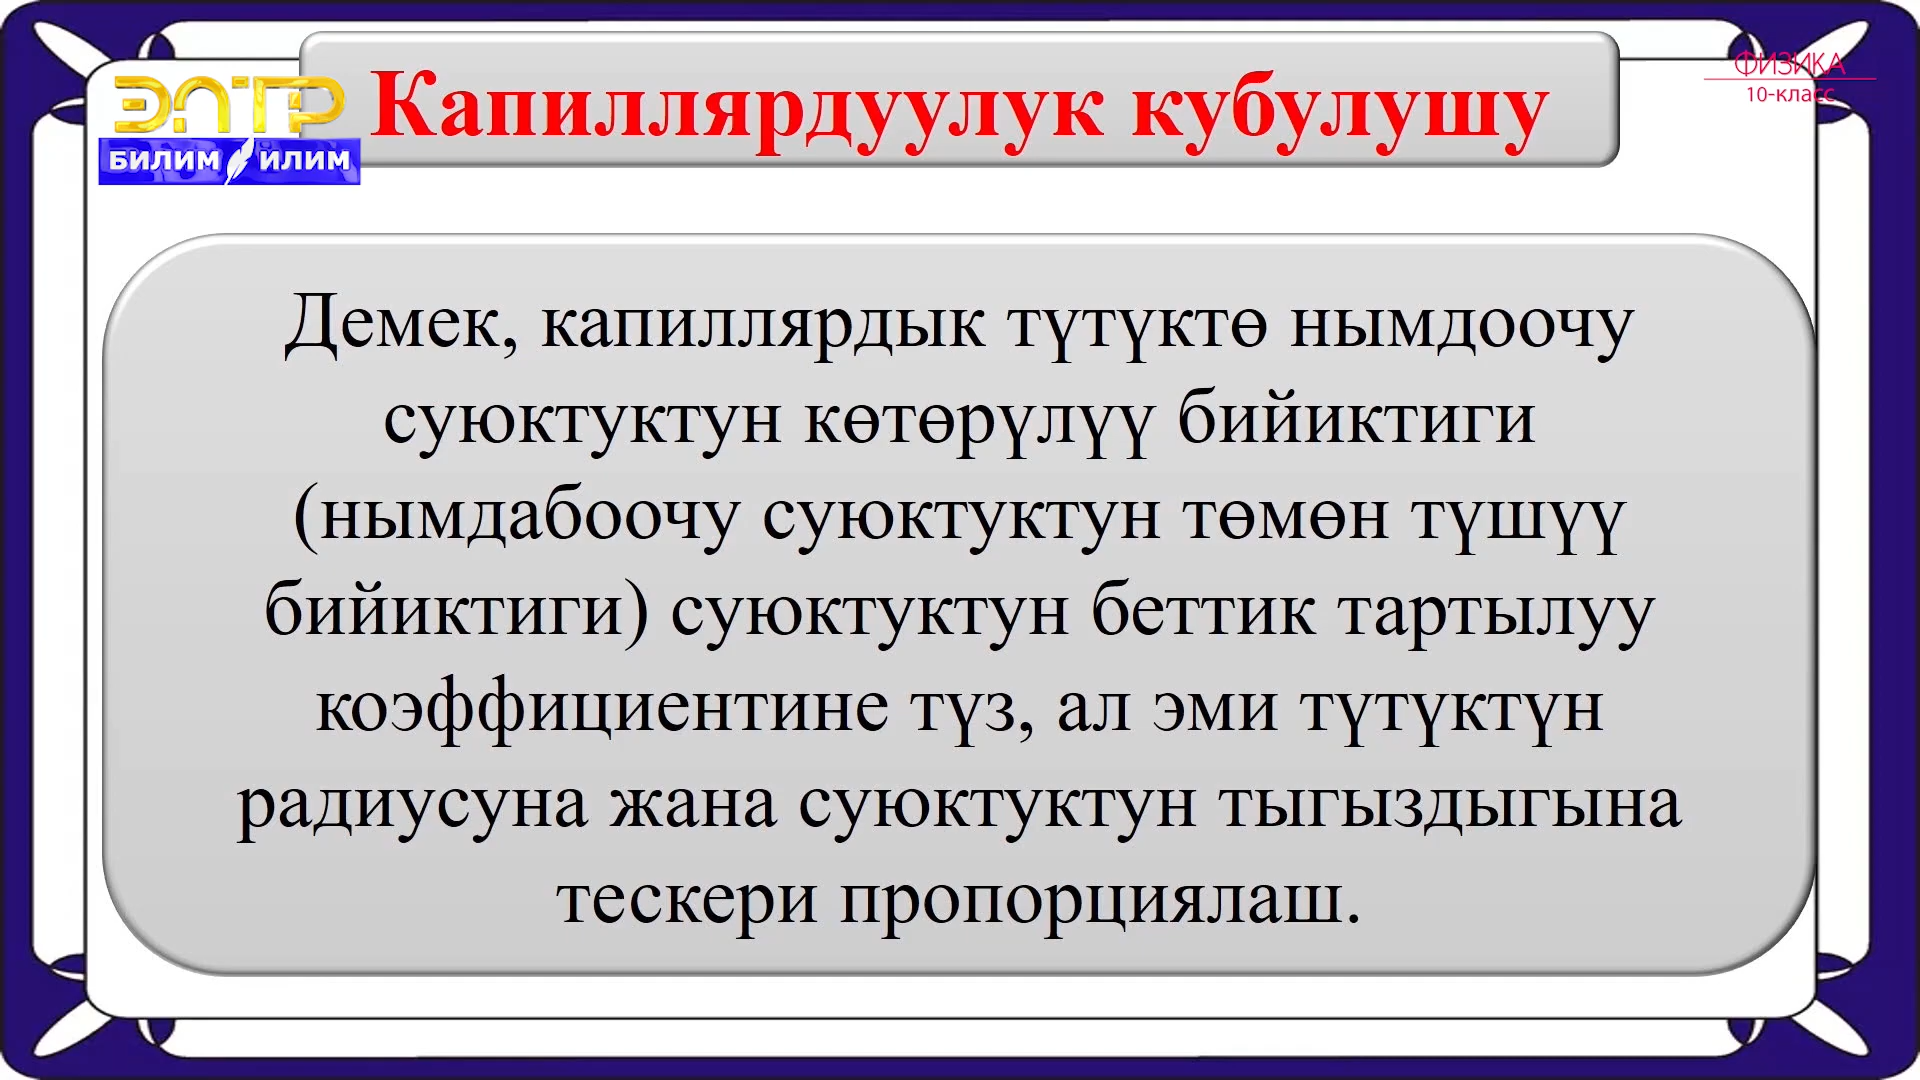 ЭЛТР
БИЛИМ ИЛИМ
Капиллярдуулук кубулушу
ФИЗИКА
10-класс
Демек, капиллярдык түтүктө нымдоочу
суюктуктун көтөрүлүү бийиктиги
(нымдабоочу суюктуктун төмөн түшүү
бийиктиги) суюктуктун беттик тартылуу
коэффициентине түз, ал эми түтүктүн
радиусуна жана суюктуктун тыгыздыгына
тескери пропорциялаш.